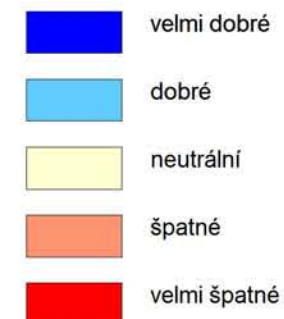 velmi dobré
dobré
neutrální
špatné
velmi špatné